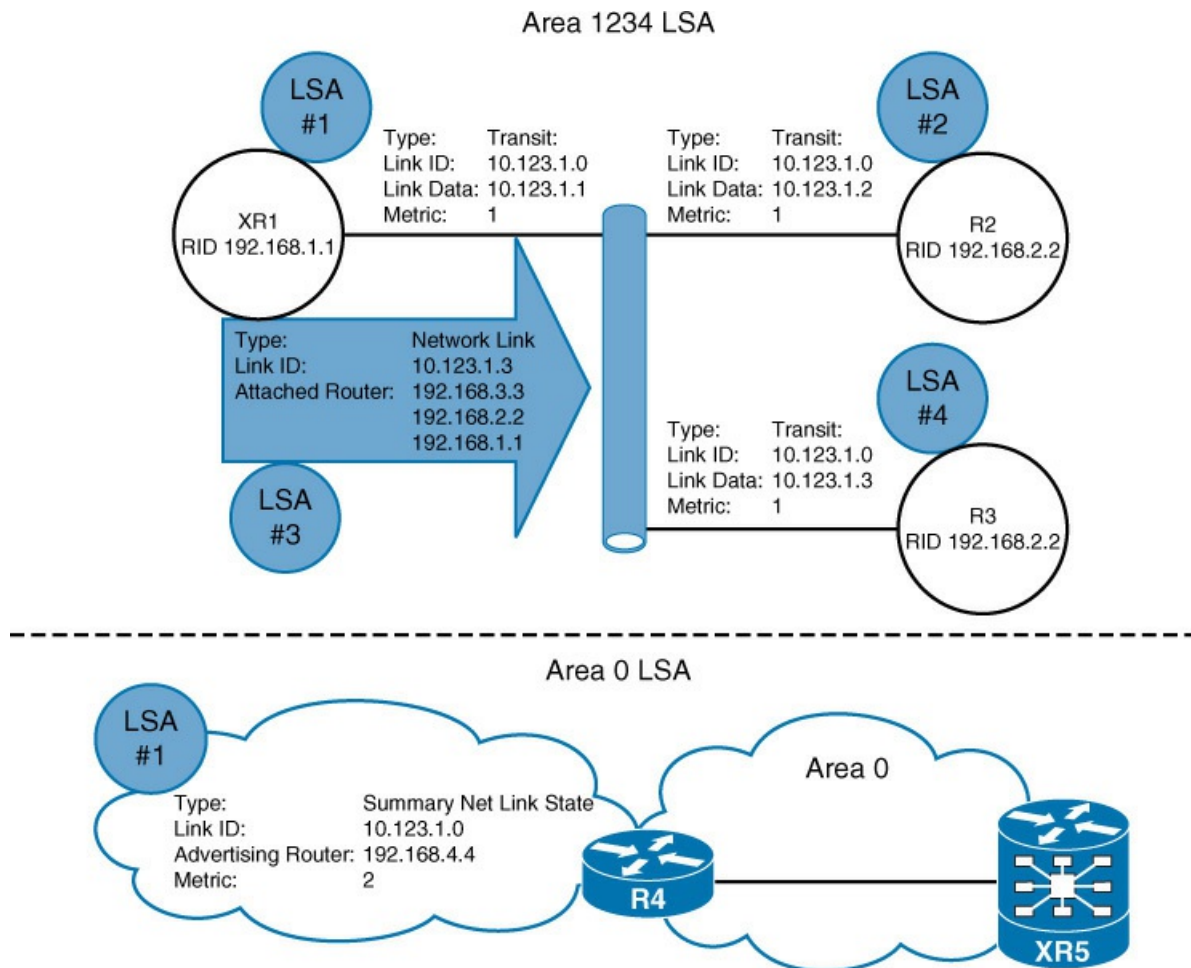 Area 1234 LSA
LSA
#1
Type: Transit:
Link ID: 10.123.1.0
Link Data: 10.123.1.1
Metric: 1
XR1
RID 192.168.1.1
Type: Transit:
Link ID: 10.123.1.0
Link Data: 10.123.1.2
Metric: 1
LSA
#2
R2
RID 192.168.2.2
Type: Network Link
Link ID: 10.123.1.3
Attached Router: 192.168.3.3
192.168.2.2
192.168.1.1
LSA
#3
Type: Transit:
Link ID: 10.123.1.0
Link Data: 10.123.1.3
Metric: 1
LSA
#4
R3
RID 192.168.2.2
Area 0 LSA
LSA
#1
Type: Summary Net Link State
Link ID: 10.123.1.0
Advertising Router: 192.168.4.4
Metric: 2
R4
Area 0
XR5